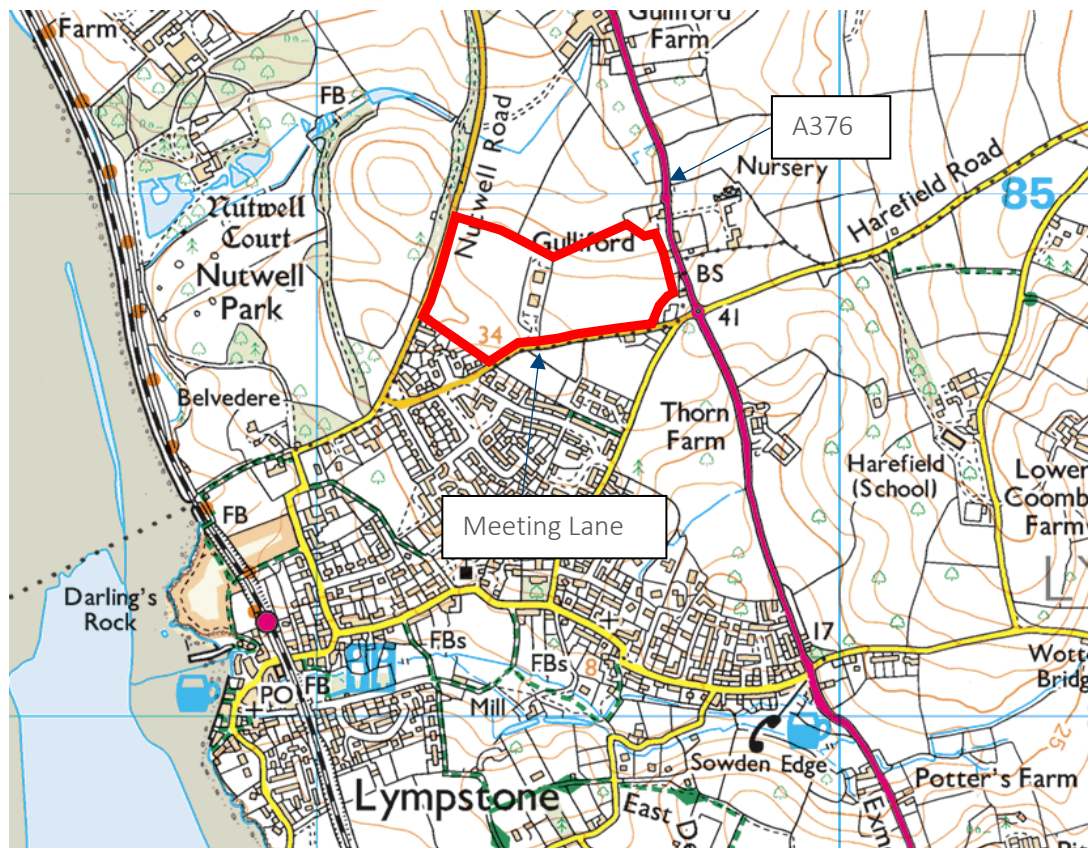 Farm
Gulliford
Farm
FB
Nutwell Road
A376
Nursery
Harefield Road
85
Nutwell
Court
Nutwell
Park
Gulliford
BS
41
34
Belvedere
Thorn
Farm
Harefield
(School)
Lower
Coomb
Farm
Meeting Lane
FB
Darling's
Rock
17
FBs
FBs
8
PO
FB
Mill
Sowden Edge
25
Potter's Farm
Lympstone
East De
Exm